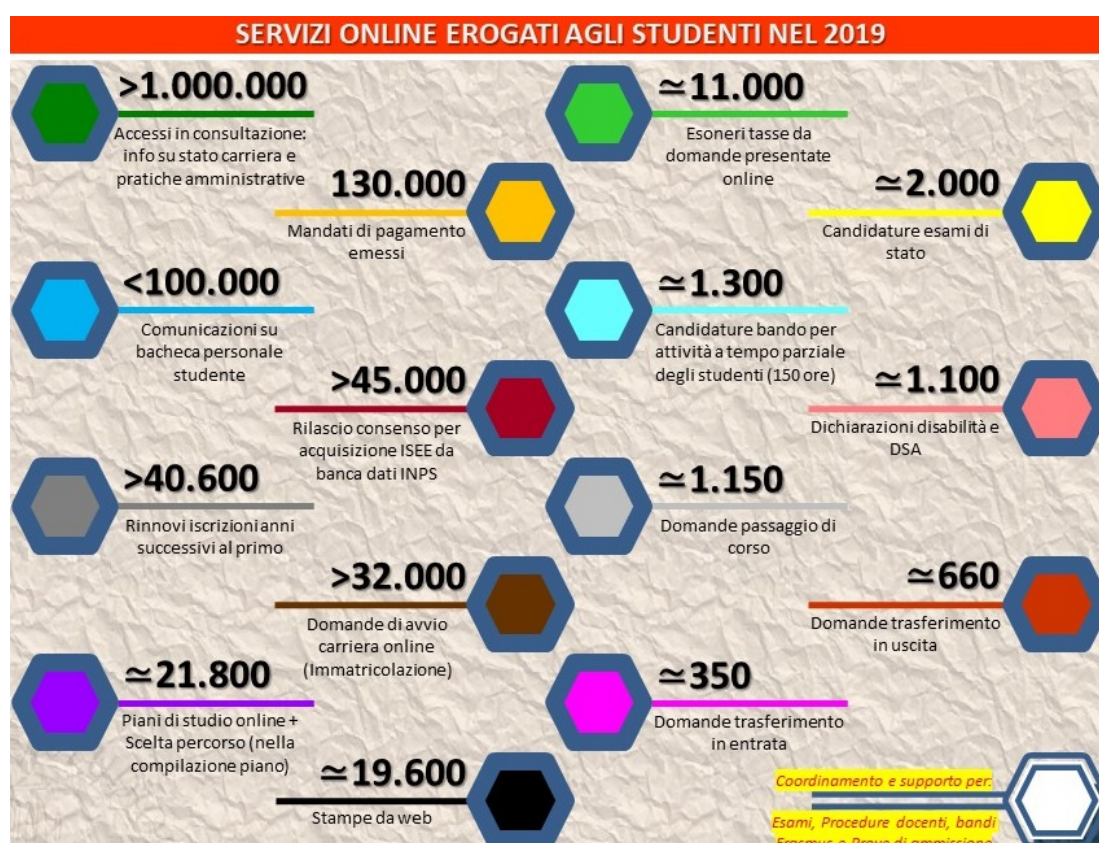 SERVIZI ONLINE EROGATI AGLI STUDENTI NEL 2019
>1.000.000
Accessi in consultazione:
info su stato carriera e
pratiche amministrative
130.000
Mandati di pagamento
emessi
<100.000
Comunicazioni su
bacheca personale
studente
>45.000
Rilascio consenso per
acquisizione ISEE da
banca dati INPS
>40.600
Rinnovi iscrizioni anni
successivi al primo
>32.000
Domande di avvio
carriera online
(Immatricolazione)
≃21.800
Piani di studio online +
Scelta percorso (nella
compilazione piano)
≃19.600
Stampe da web
≃11.000
Esoneri tasse da
domande presentate
online
≃2.000
Candidature esami di
stato
≃1.300
Candidature bando per
attività a tempo parziale
degli studenti (150 ore)
≃1.100
Dichiarazioni disabilità e
DSA
≃1.150
Domande passaggio di
corso
≃660
Domande trasferimento
in uscita
≃350
Domande trasferimento
in entrata
Coordinamento e supporto per:
Esami, Procedure docenti, bandi
Erasmus e Prove di ammissione